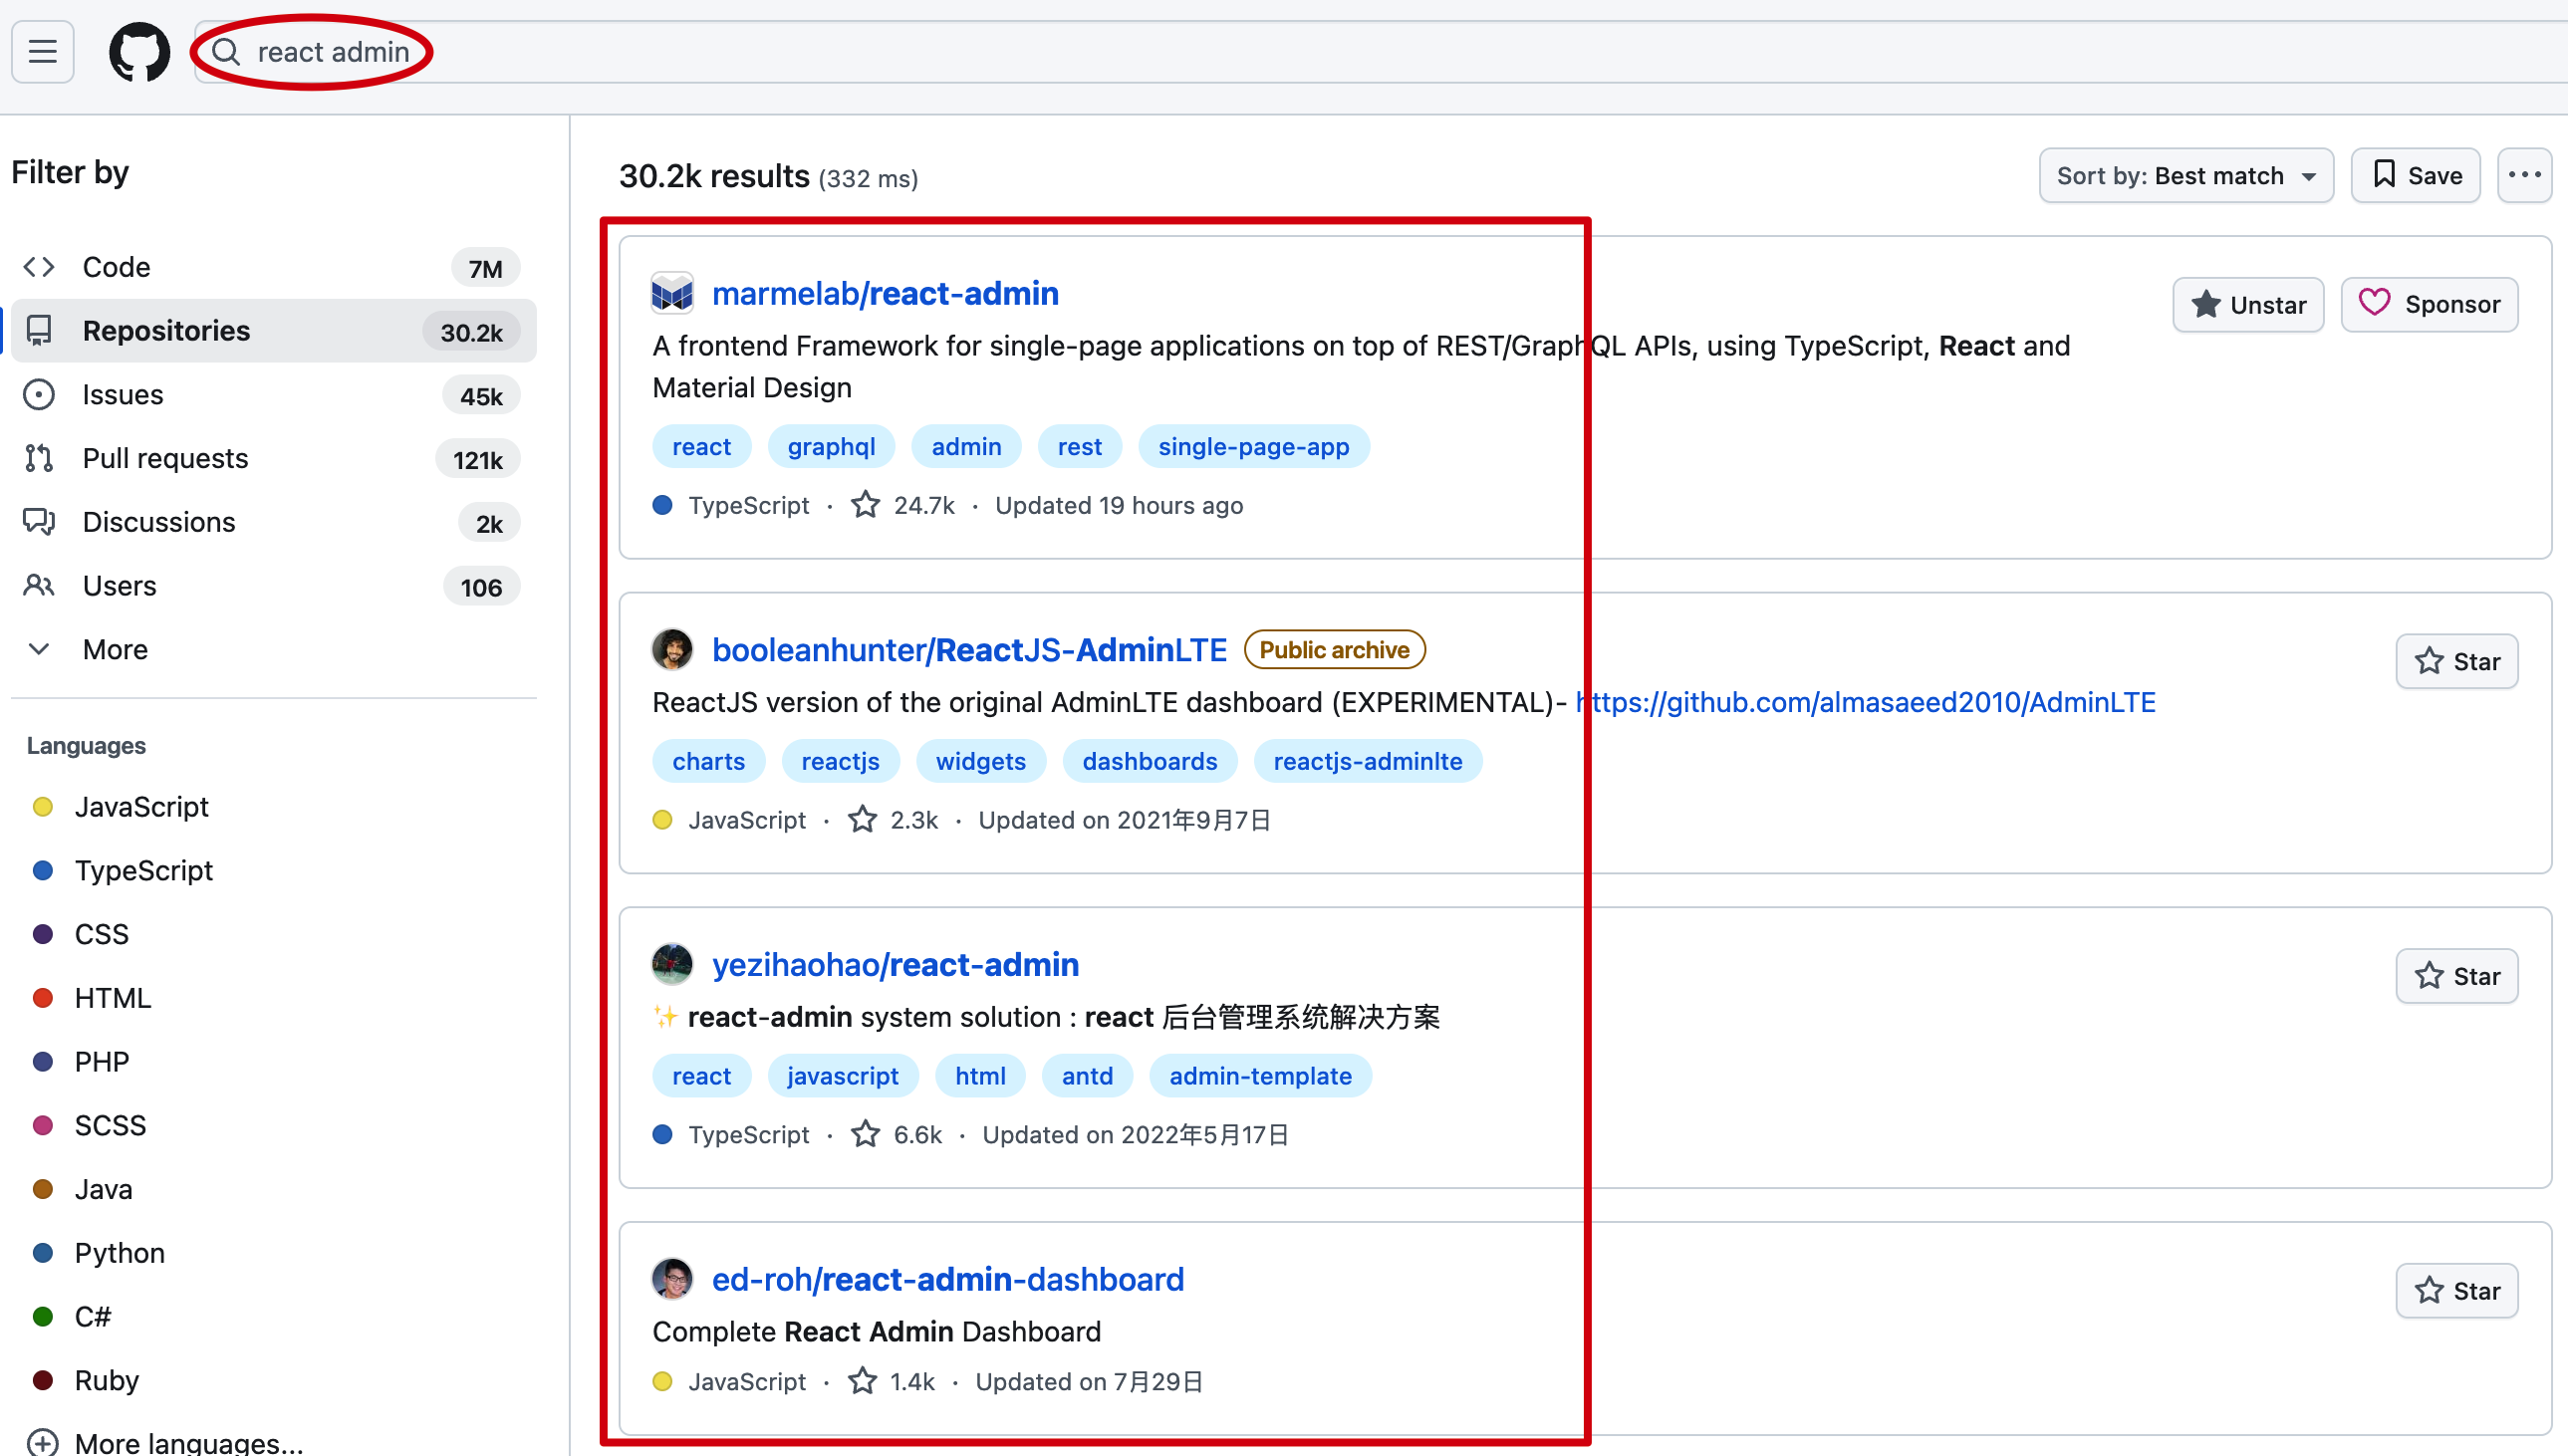 react admin
Filter by
Code 7M
Repositories 30.2k
Issues 45k
Pull requests 121k
Discussions 2k
Users 106
More
Languages
JavaScript
TypeScript
CSS
HTML
PHP
SCSS
Java
Python
C#
Ruby
More languages...
30.2k results (332 ms)
Sort by: Best match
Save
marmelab/react-admin
Unstar
Sponsor
A frontend Framework for single-page applications on top of REST/GraphQL APIs, using TypeScript, React and
Material Design
react graphql admin rest single-page-app
TypeScript · 24.7k · Updated 19 hours ago
booleanhunter/ReactJS-AdminLTE Public archive
Star
ReactJS version of the original AdminLTE dashboard (EXPERIMENTAL)- https://github.com/almasaeed2010/AdminLTE
charts reactjs widgets dashboards reactjs-adminlte
JavaScript · 2.3k · Updated on 2021年9月7日
yezihaohao/react-admin
Star
✨ react-admin system solution : react 后台管理系统解决方案
react javascript html antd admin-template
TypeScript · 6.6k · Updated on 2022年5月17日
ed-roh/react-admin-dashboard
Star
Complete React Admin Dashboard
JavaScript · 1.4k · Updated on 7月29日